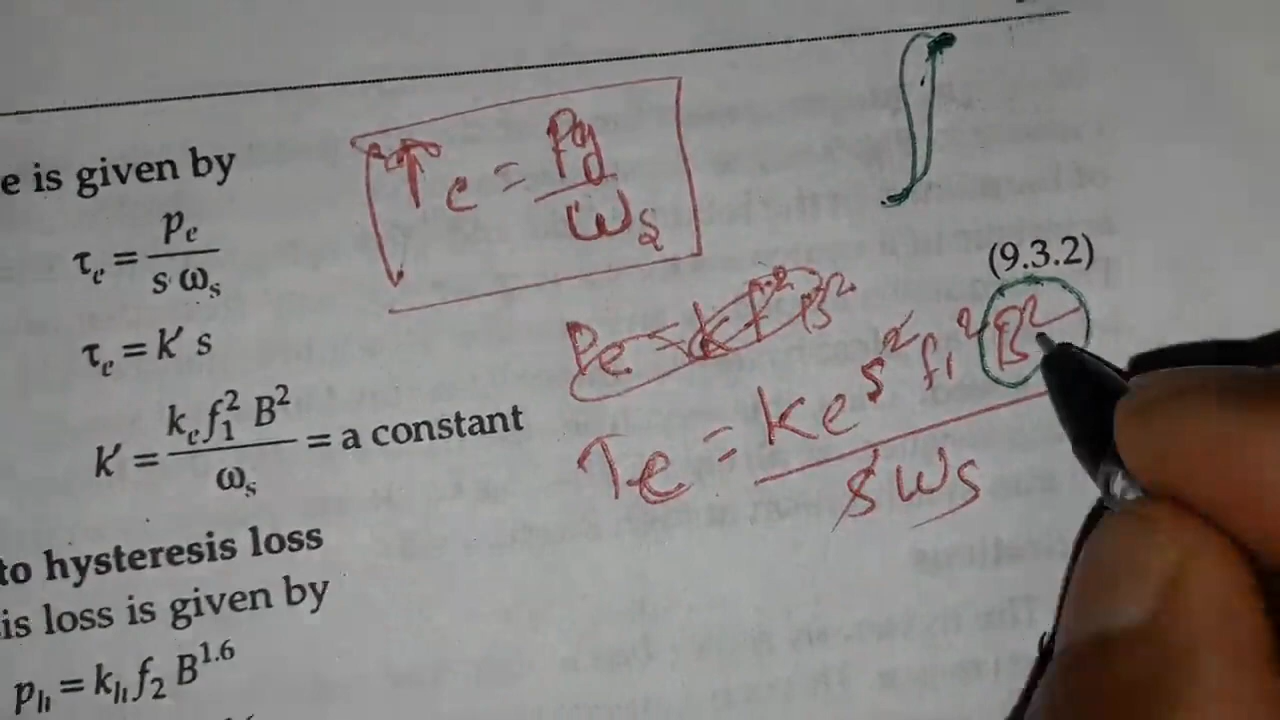 e is given by
τe = pe / s ωs
Te = Pg / ωs
(9.3.2)
τe = K′ s
Pe = k f² B²
K′ = ke f1² B² / ωs = a constant
Te = Ke s² f1² B² / s ωs
to hysteresis loss
is loss is given by
ph = kh f2 B^1.6